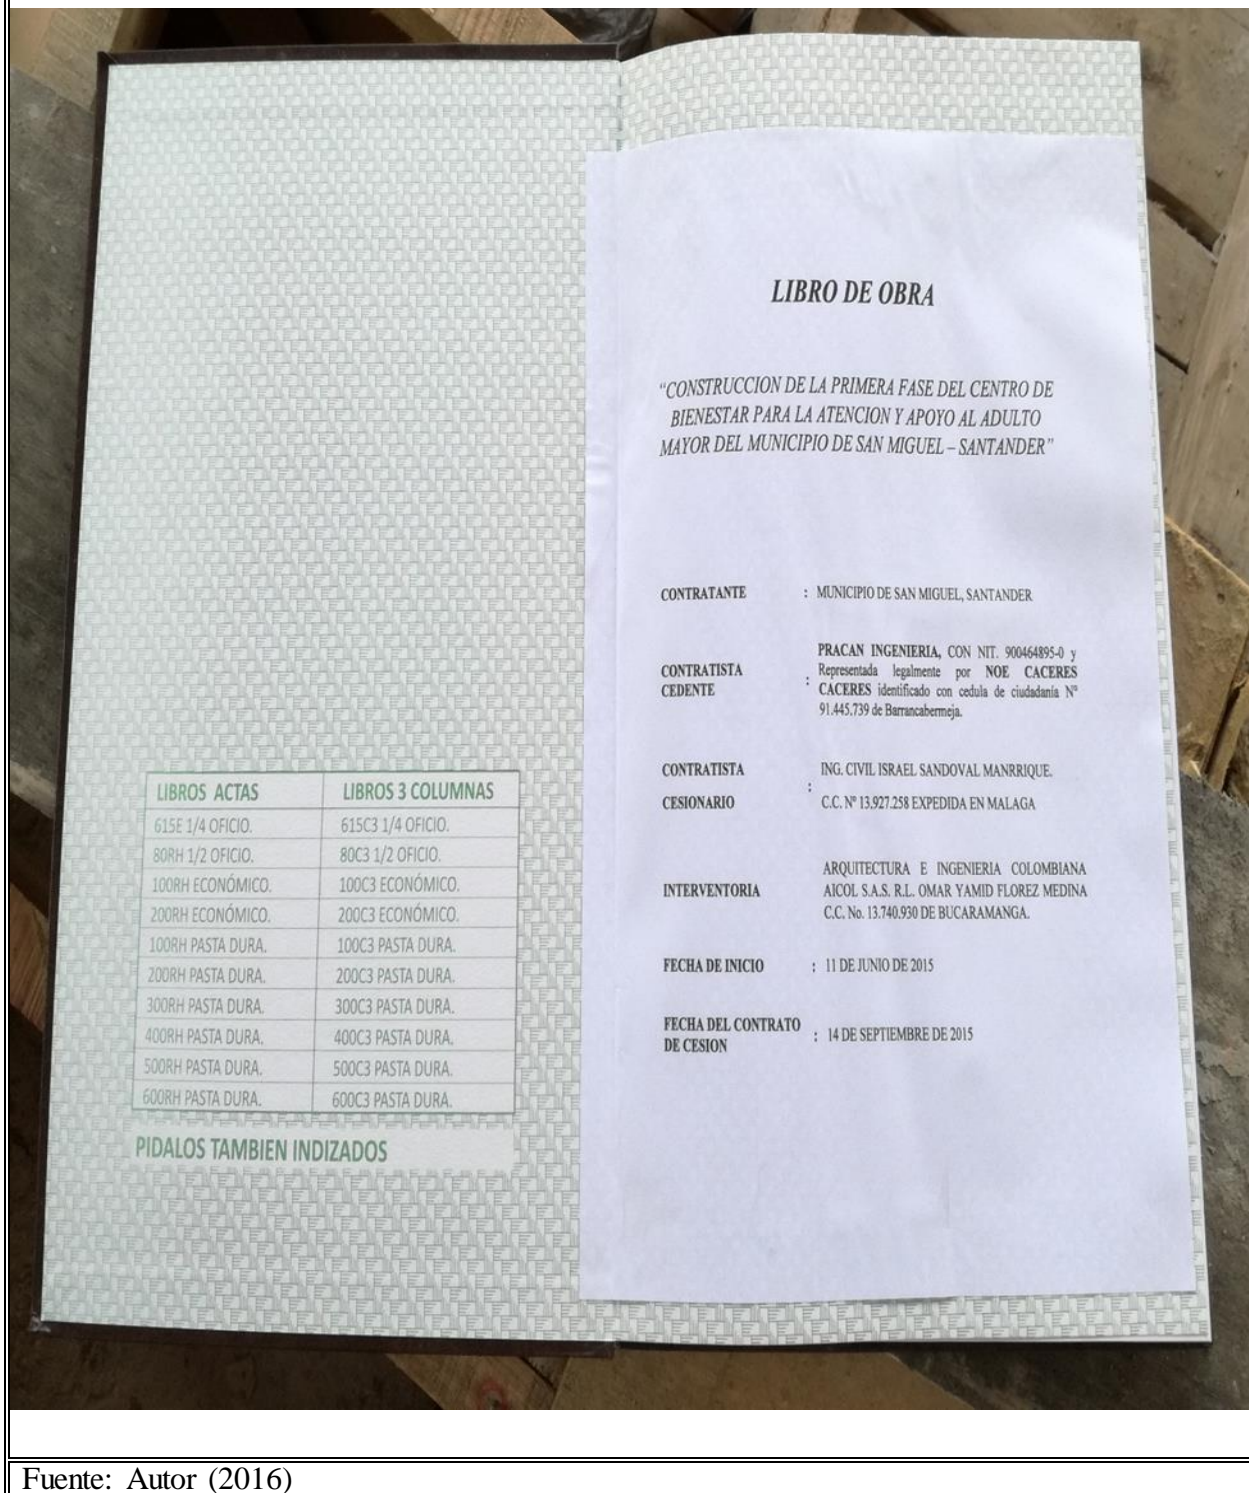 LIBROS ACTAS LIBROS 3 COLUMNAS
615E 1/4 OFICIO. 615C3 1/4 OFICIO.
80RH 1/2 OFICIO. 80C3 1/2 OFICIO.
100RH ECONÓMICO. 100C3 ECONÓMICO.
200RH ECONÓMICO. 200C3 ECONÓMICO.
100RH PASTA DURA. 100C3 PASTA DURA.
200RH PASTA DURA. 200C3 PASTA DURA.
300RH PASTA DURA. 300C3 PASTA DURA.
400RH PASTA DURA. 400C3 PASTA DURA.
500RH PASTA DURA. 500C3 PASTA DURA.
600RH PASTA DURA. 600C3 PASTA DURA.
PIDALOS TAMBIEN INDIZADOS
LIBRO DE OBRA
“CONSTRUCCION DE LA PRIMERA FASE DEL CENTRO DE
BIENESTAR PARA LA ATENCION Y APOYO AL ADULTO
MAYOR DEL MUNICIPIO DE SAN MIGUEL – SANTANDER”
CONTRATANTE : MUNICIPIO DE SAN MIGUEL, SANTANDER
CONTRATISTA
CEDENTE :
PRACAN INGENIERIA, CON NIT. 900464895-0 y
Representada legalmente por NOE CACERES
CACERES identificado con cedula de ciudadanía Nº
91.445.739 de Barrancabermeja.
CONTRATISTA ING. CIVIL ISRAEL SANDOVAL MANRRIQUE.
:
CESIONARIO C.C. Nº 13.927.258 EXPEDIDA EN MALAGA
INTERVENTORIA
ARQUITECTURA E INGENIERIA COLOMBIANA
AICOL S.A.S. R.L. OMAR YAMID FLOREZ MEDINA
C.C. No. 13.740.930 DE BUCARAMANGA.
FECHA DE INICIO : 11 DE JUNIO DE 2015
FECHA DEL CONTRATO
DE CESION : 14 DE SEPTIEMBRE DE 2015
Fuente: Autor (2016)